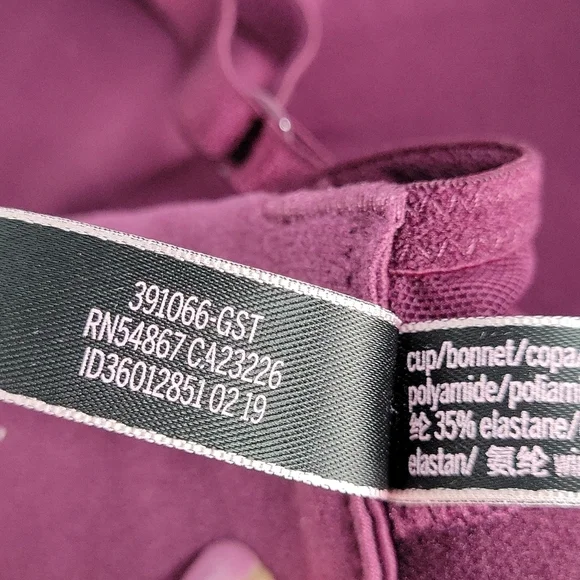 391066-GST
RN54867 CA23226
ID36012851 02 19
cup/bonnet/copa
polyamide/poliam
纶 35% elastane/
elastan/ 氨纶